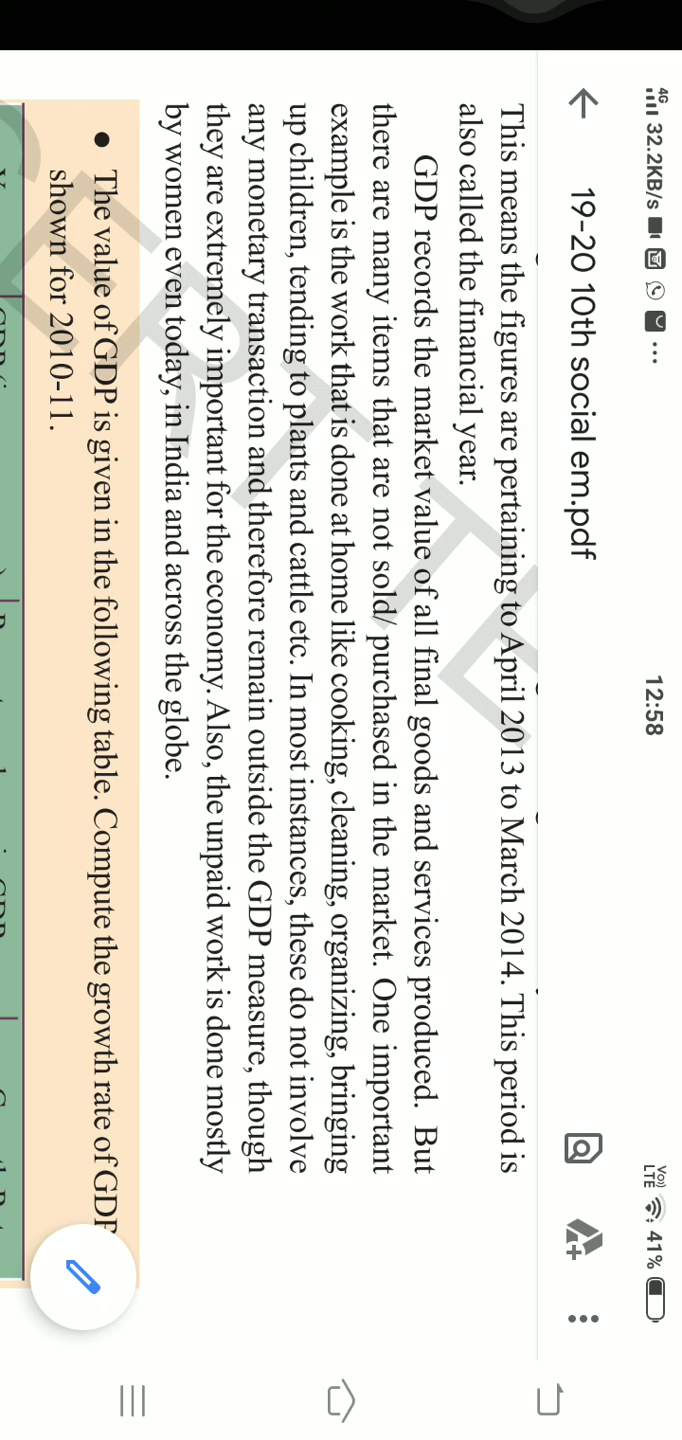 4G 32.2KB/s ... 12:58 Vo)) LTE 41%
19-20 10th social em.pdf
This means the figures are pertaining to April 2013 to March 2014. This period is
also called the financial year.
GDP records the market value of all final goods and services produced. But
there are many items that are not sold/ purchased in the market. One important
example is the work that is done at home like cooking, cleaning, organizing, bringing
up children, tending to plants and cattle etc. In most instances, these do not involve
any monetary transaction and therefore remain outside the GDP measure, though
they are extremely important for the economy. Also, the unpaid work is done mostly
by women even today, in India and across the globe.
• The value of GDP is given in the following table. Compute the growth rate of GDP
shown for 2010-11.